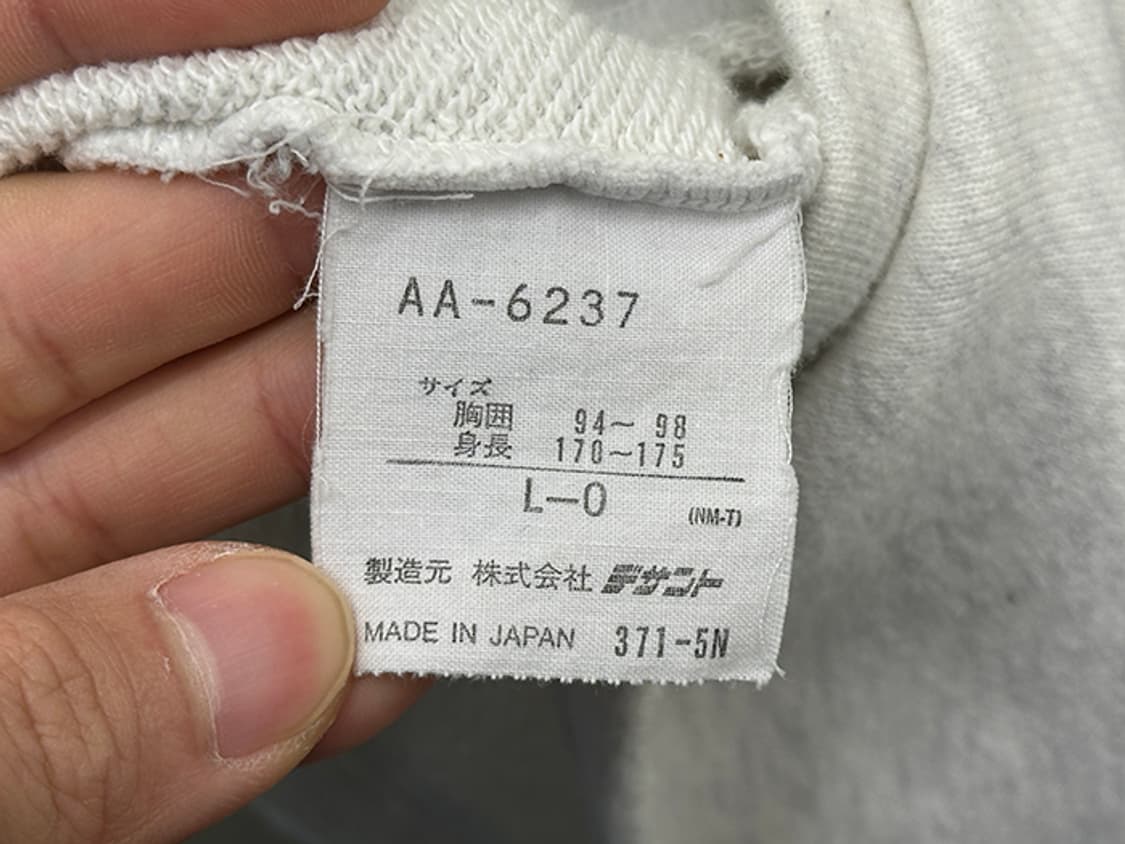 AA-6237
サイズ
胸囲 94～98
身長 170～175
L－O
(NM-T)
製造元 株式会社 デサント
MADE IN JAPAN 371-5N